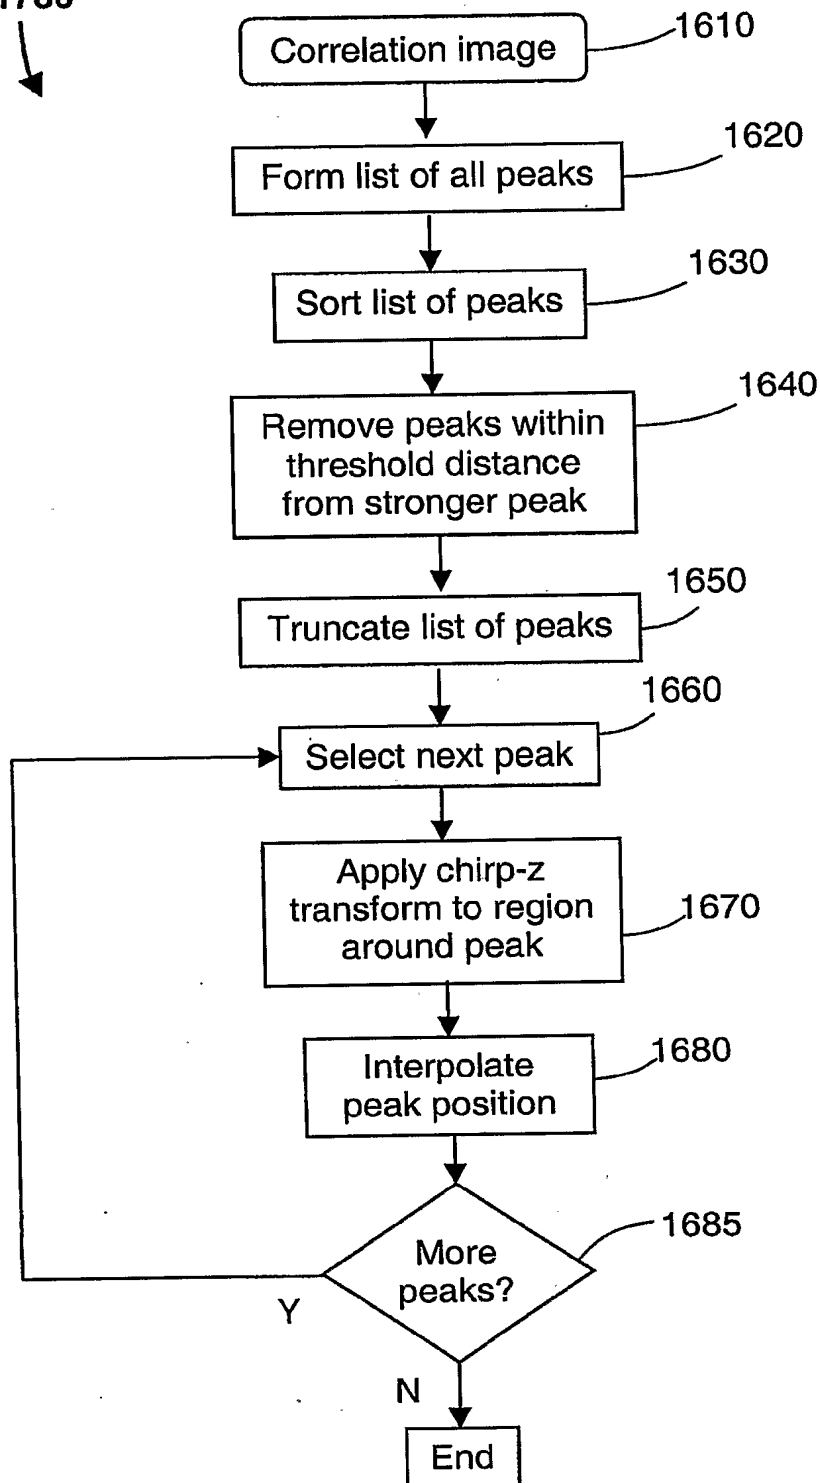 Correlation image
1610
Form list of all peaks
1620
Sort list of peaks
1630
Remove peaks within
threshold distance
from stronger peak
1640
Truncate list of peaks
1650
Select next peak
1660
Apply chirp-z
transform to region
around peak
1670
Interpolate
peak position
1680
More
peaks?
1685
Y
N
End